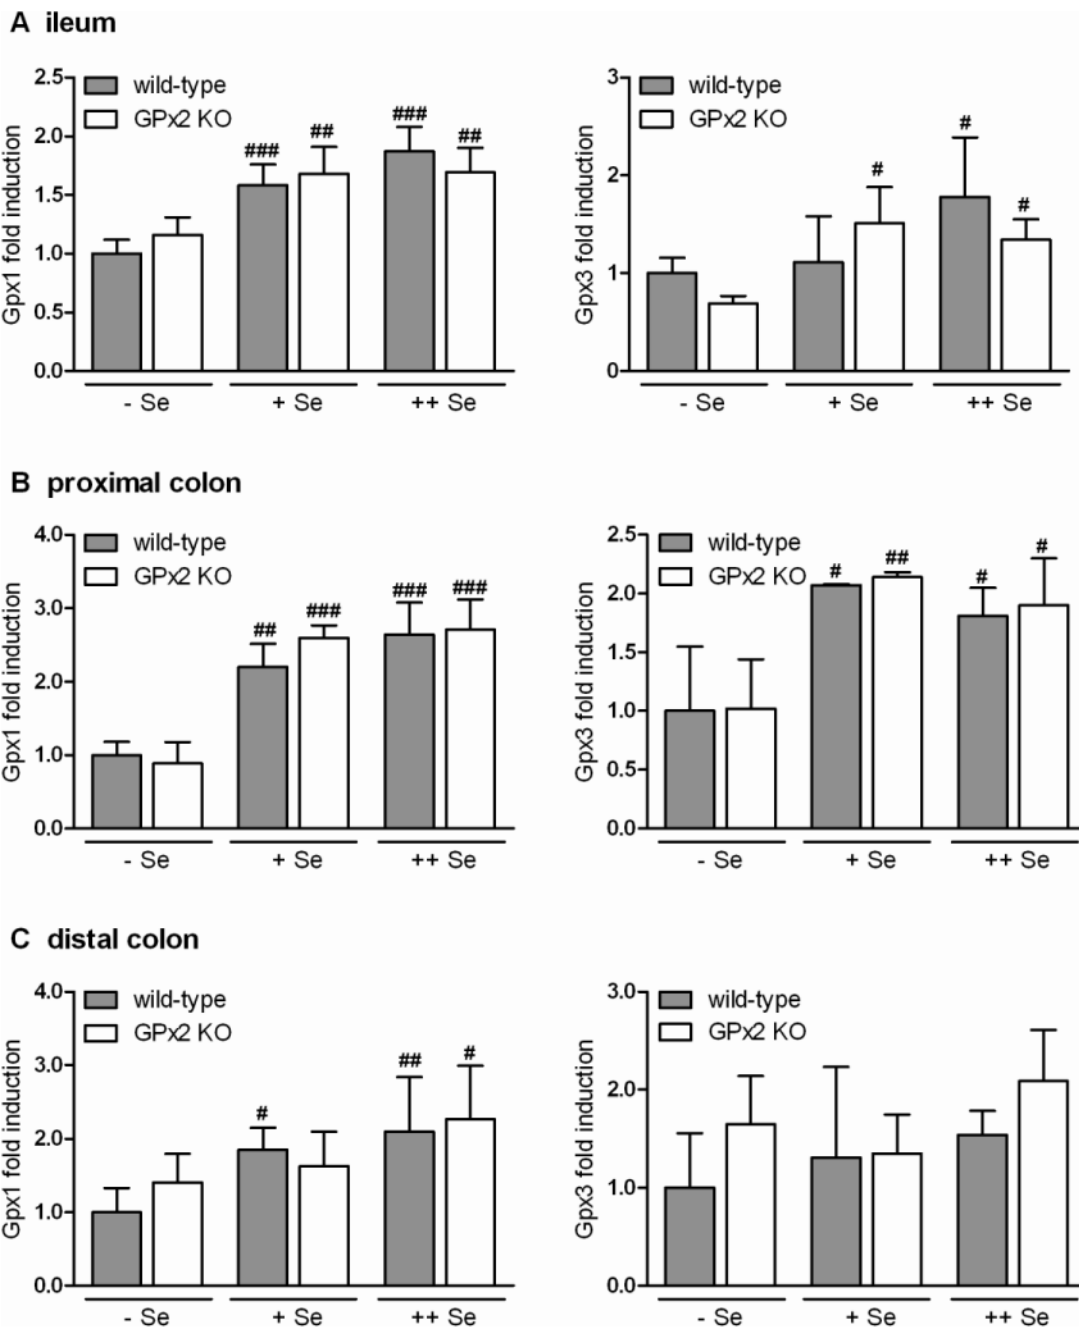 A ileum
Gpx1 fold induction
2.5
2.0
1.5
1.0
0.5
0.0
wild-type
GPx2 KO
###
##
###
##
- Se
+ Se
++ Se
Gpx3 fold induction
3
2
1
0
wild-type
GPx2 KO
#
#
#
- Se
+ Se
++ Se
B proximal colon
Gpx1 fold induction
4.0
3.0
2.0
1.0
0.0
wild-type
GPx2 KO
##
###
###
###
- Se
+ Se
++ Se
Gpx3 fold induction
2.5
2.0
1.5
1.0
0.5
0.0
wild-type
GPx2 KO
#
##
#
#
- Se
+ Se
++ Se
C distal colon
Gpx1 fold induction
4.0
3.0
2.0
1.0
0.0
wild-type
GPx2 KO
#
##
#
- Se
+ Se
++ Se
Gpx3 fold induction
3.0
2.0
1.0
0.0
wild-type
GPx2 KO
- Se
+ Se
++ Se